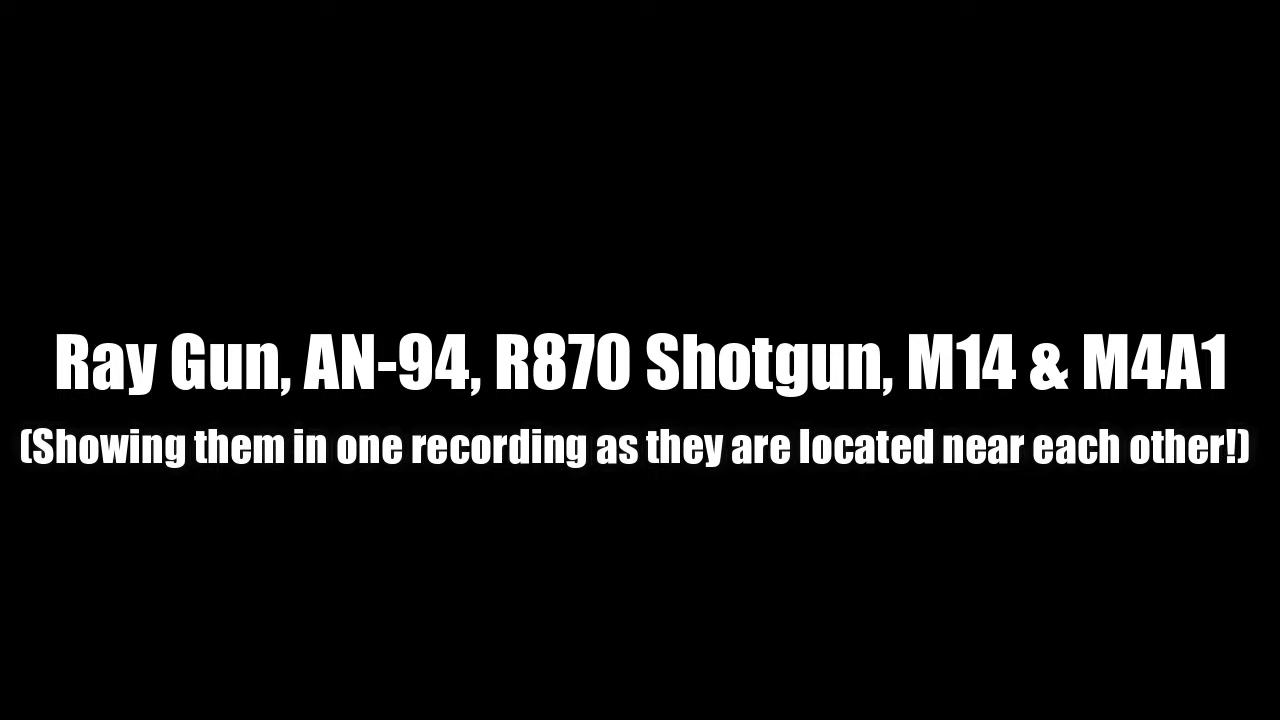 Ray Gun, AN-94, R870 Shotgun, M14 & M4A1
(Showing them in one recording as they are located near each other!)